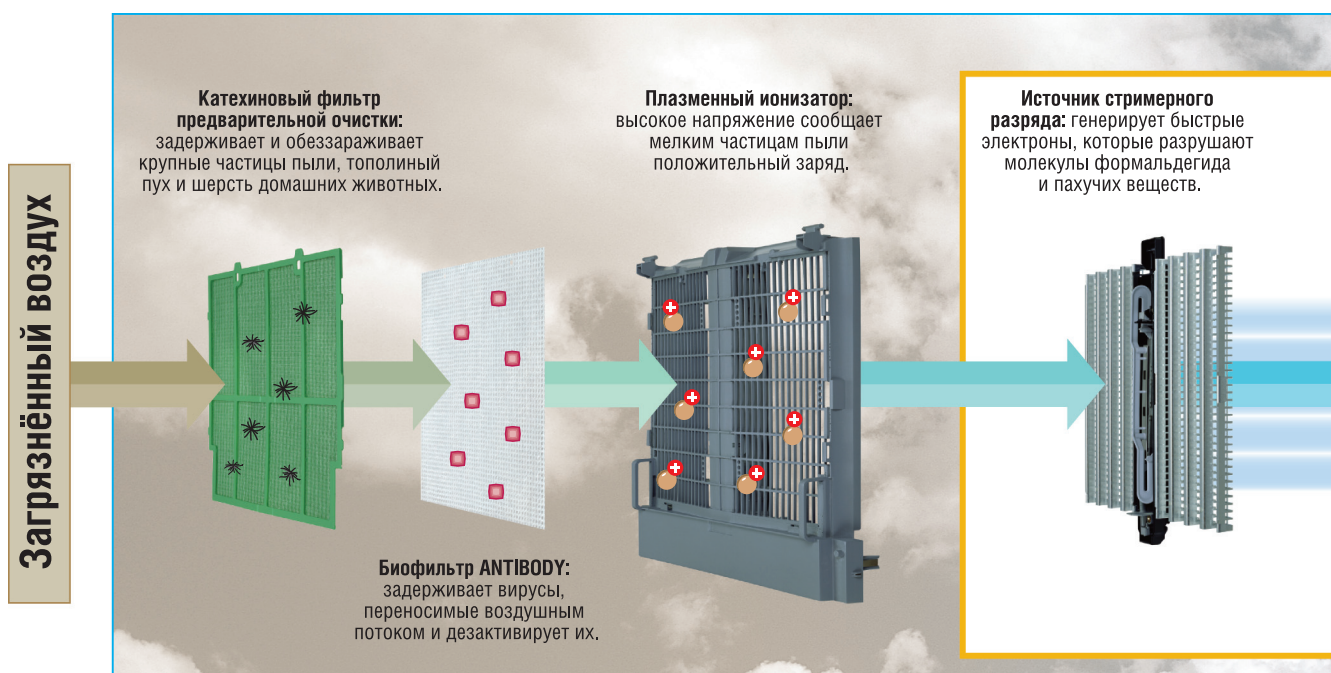 Загрязнённый воздух
Катехиновый фильтр
предварительной очистки:
задерживает и обеззараживает
крупные частицы пыли, тополиный
пух и шерсть домашних животных.
Биофильтр ANTIBODY:
задерживает вирусы,
переносимые воздушным
потоком и дезактивирует их.
Плазменный ионизатор:
высокое напряжение сообщает
мелким частицам пыли
положительный заряд.
Источник стримерного
разряда: генерирует быстрые
электроны, которые разрушают
молекулы формальдегида
и пахучих веществ.